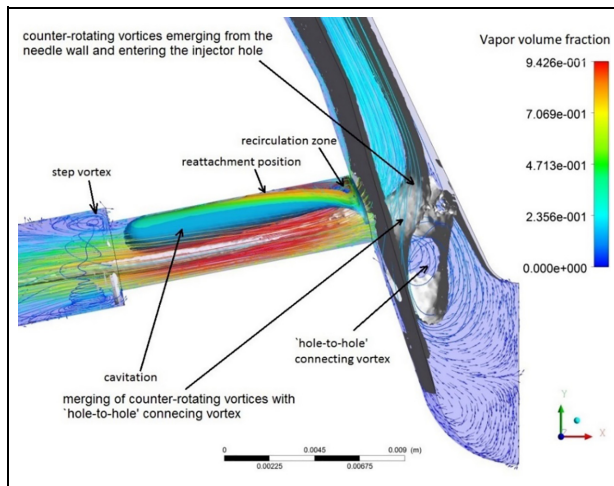 counter-rotating vortices emerging from the
needle wall and entering the injector hole
Vapor volume fraction
9.426e-001
7.069e-001
4.713e-001
2.356e-001
0.000e+000
recirculation zone
reattachment position
step vortex
`hole-to-hole'
connecting vortex
cavitation
merging of counter-rotating vortices with
`hole-to-hole' connecing vortex
0 0.0045 0.009 (m)
0.00225 0.00675
Y
X
Z